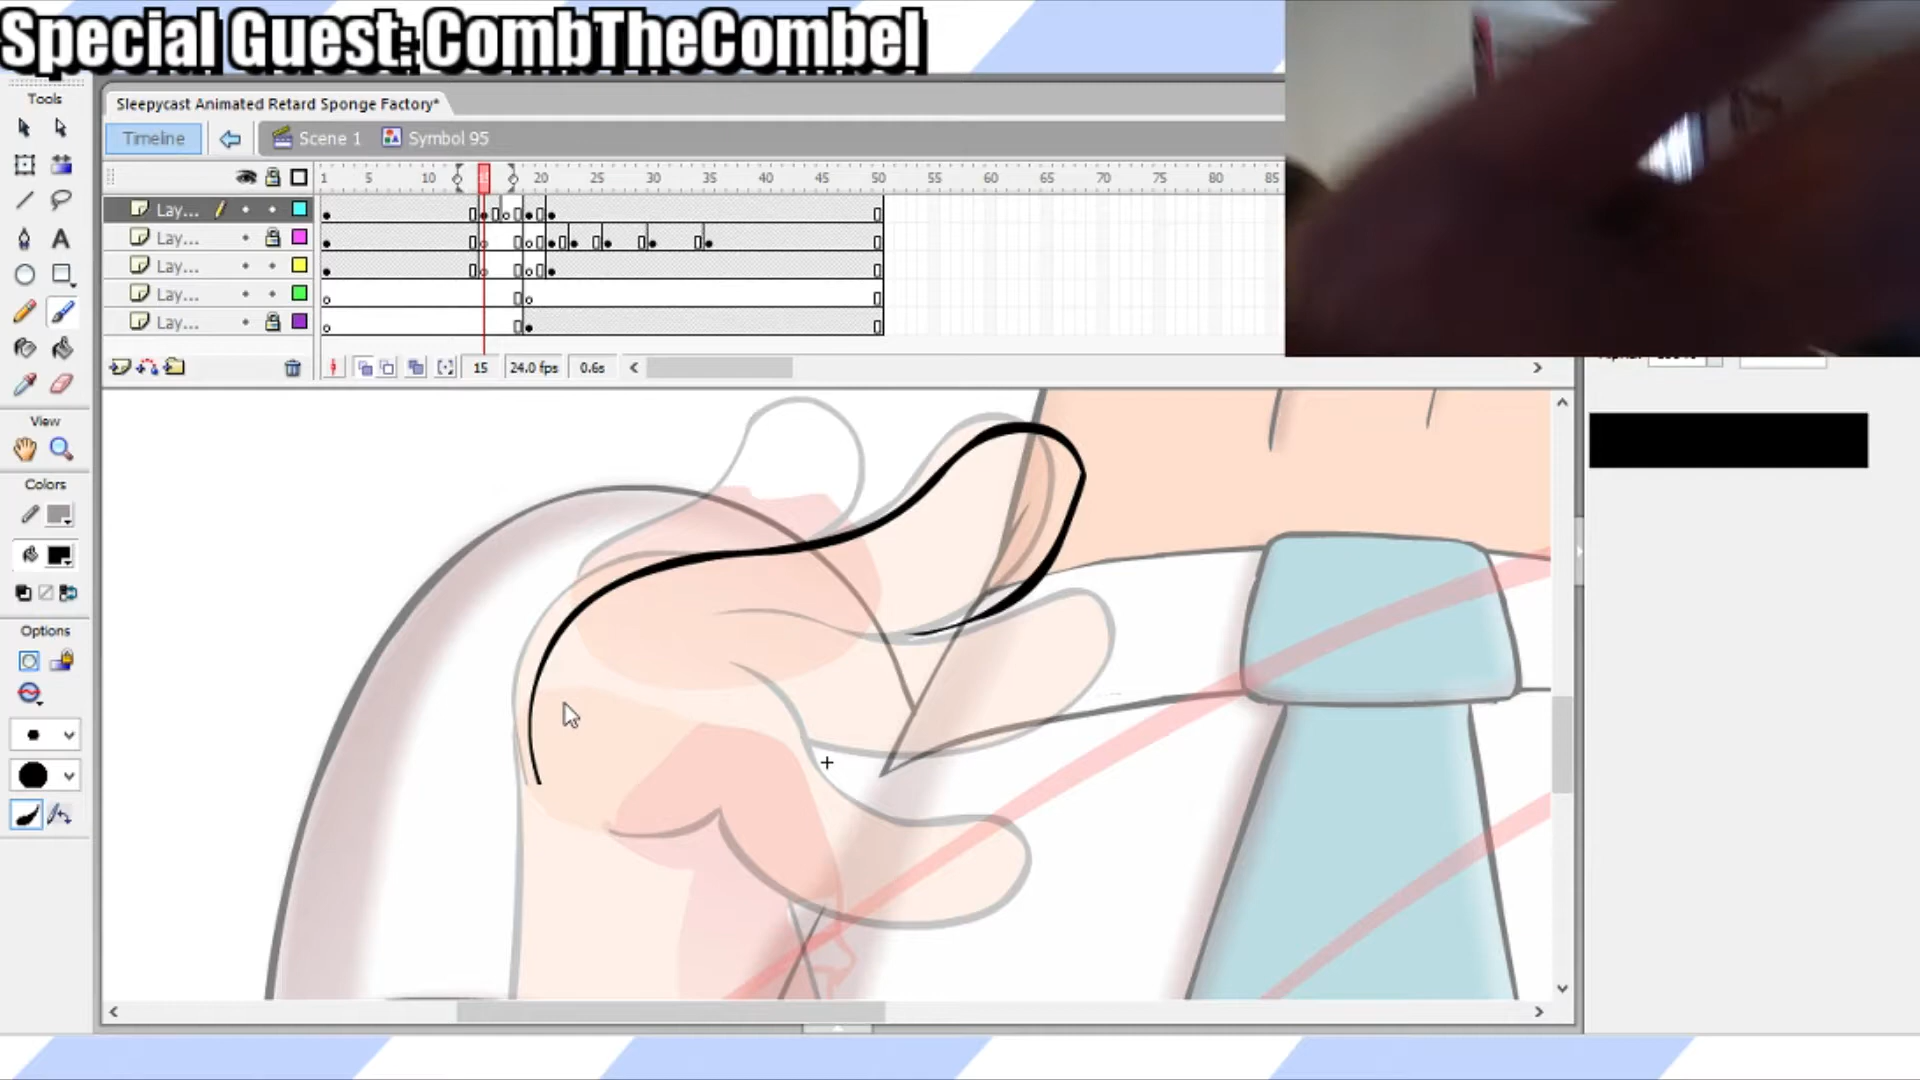 Special Guest: CombTheCombel
Tools
Sleepycast Animated Retard Sponge Factory*
Timeline Scene 1 Symbol 95
1 5 10 15 20 25 30 35 40 45 50 55 60 65 70 75 80 85
Lay...
Lay...
Lay...
Lay...
Lay...
15 24.0 fps 0.6s
View
Colors
Options